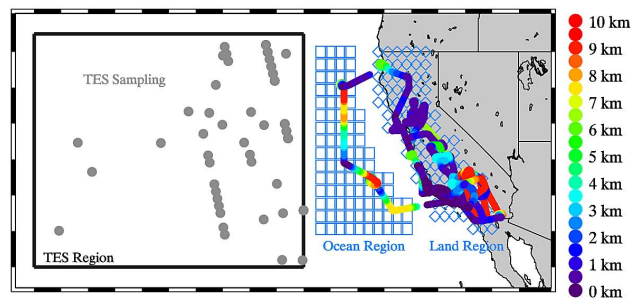 TES Sampling
TES Region
Ocean Region
Land Region
10 km
9 km
8 km
7 km
6 km
5 km
4 km
3 km
2 km
1 km
0 km